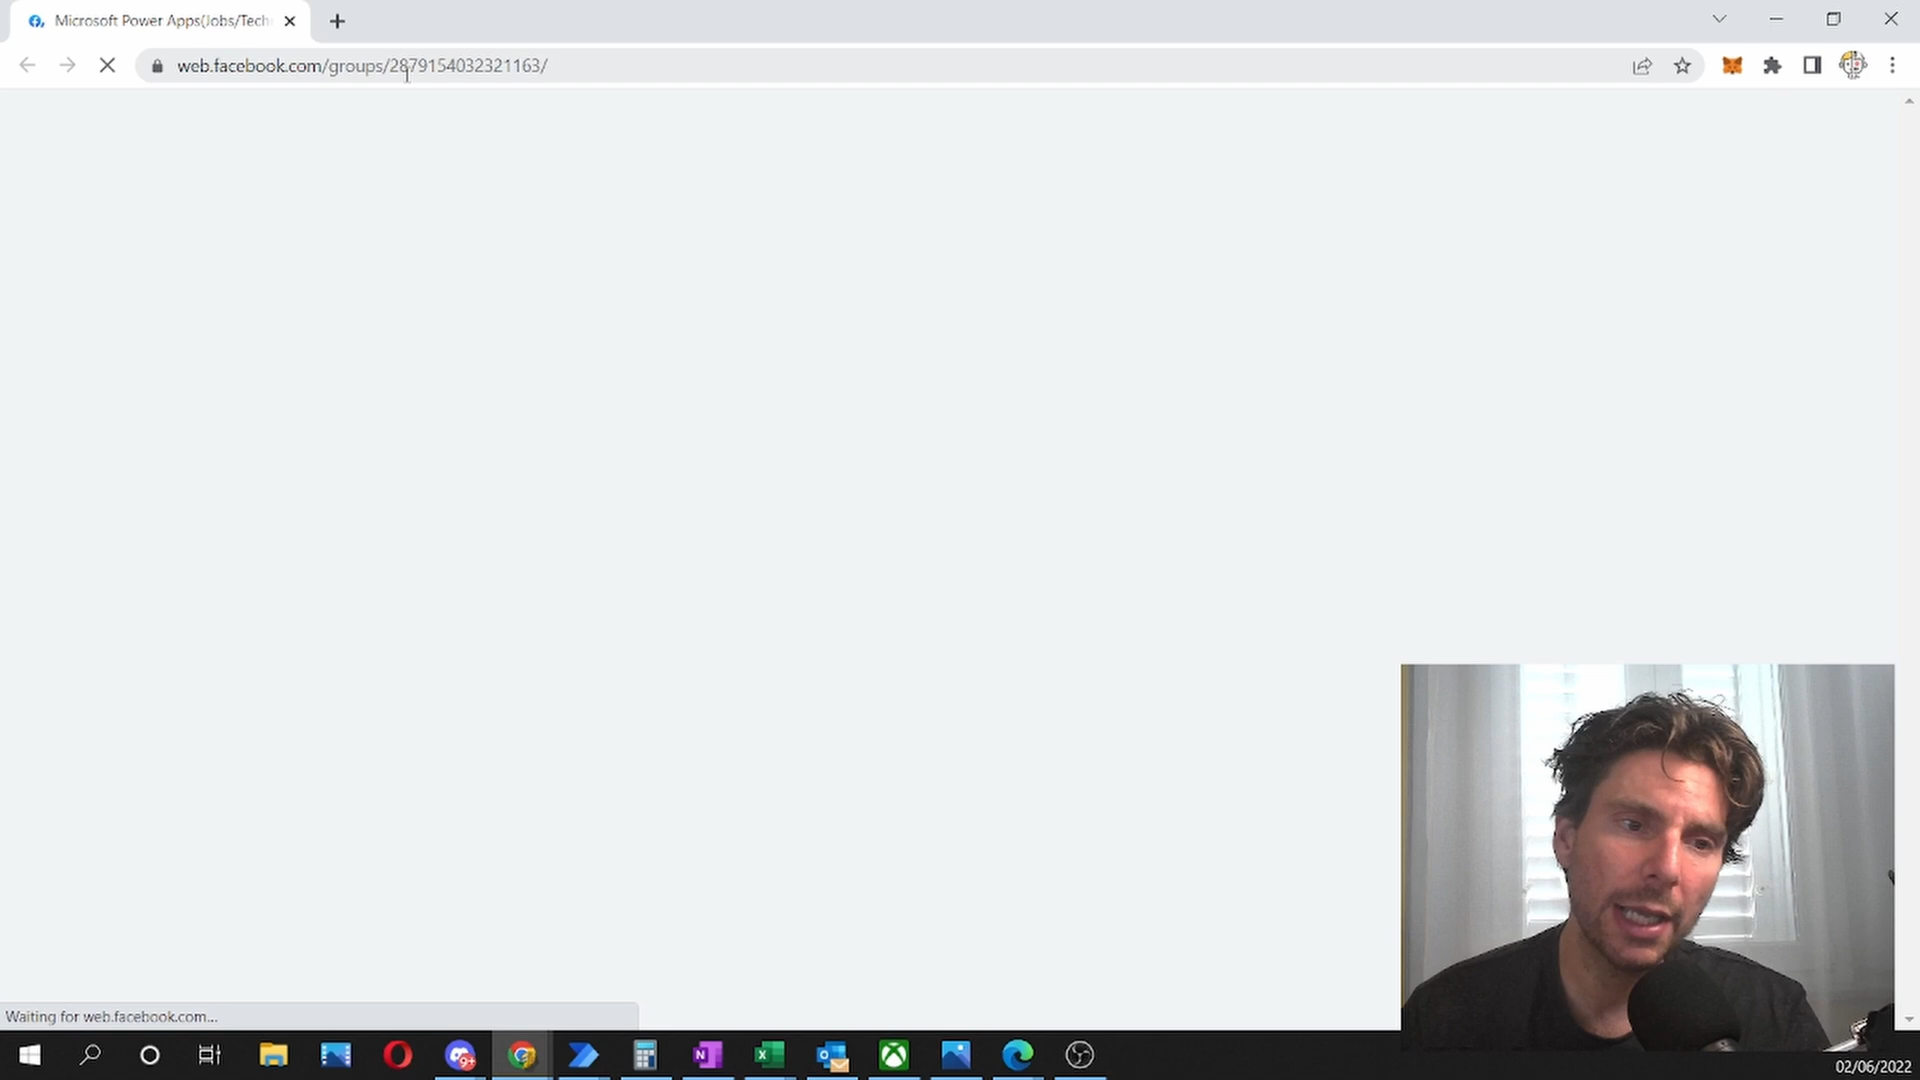 Microsoft Power Apps(Jobs/Tech
web.facebook.com/groups/2879154032321163/
Waiting for web.facebook.com...
02/06/2022